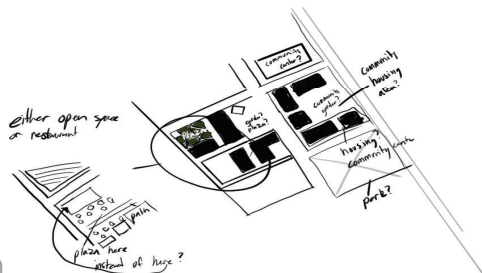 community
center?
community
housing
area?
community
garden?
garden?
plaza?
plaza
either open space
or restaurant
housing?
community center
park?
path
plaza here
instead of here?